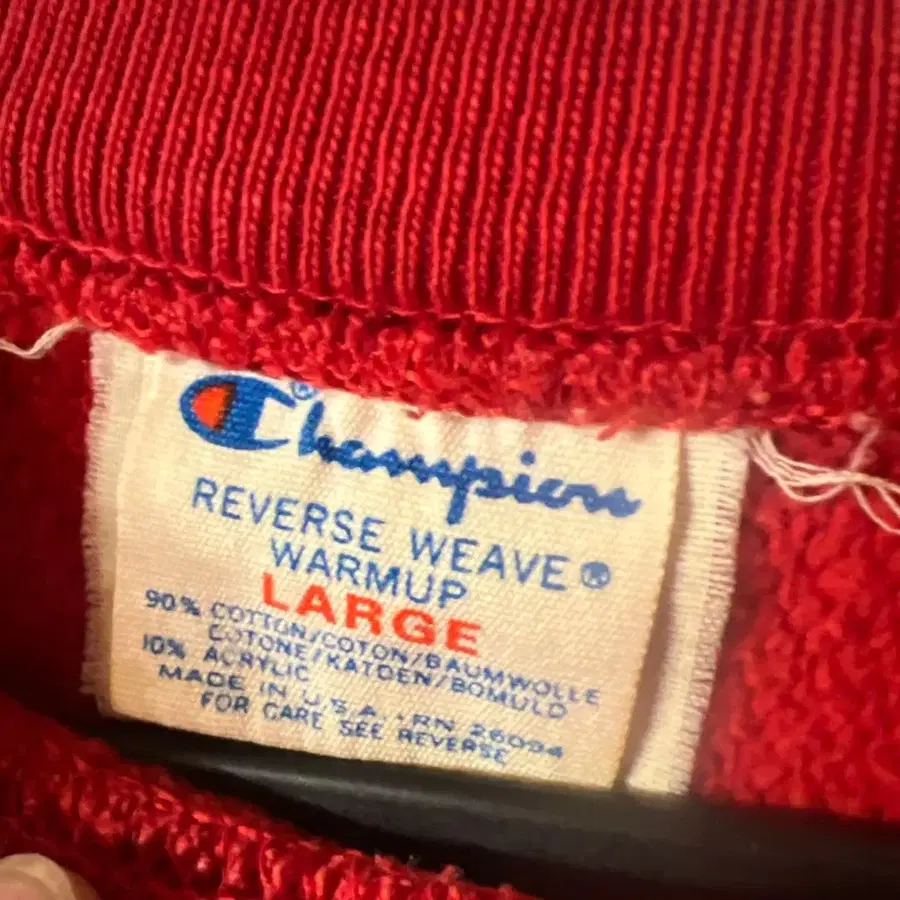 Champion®
REVERSE WEAVE®
WARMUP
LARGE
90% COTTON/COTON/BAUMWOLLE
COTONE/KATOEN/BOMULD
10% ACRYLIC
MADE IN U.S.A. RN 26094
FOR CARE SEE REVERSE